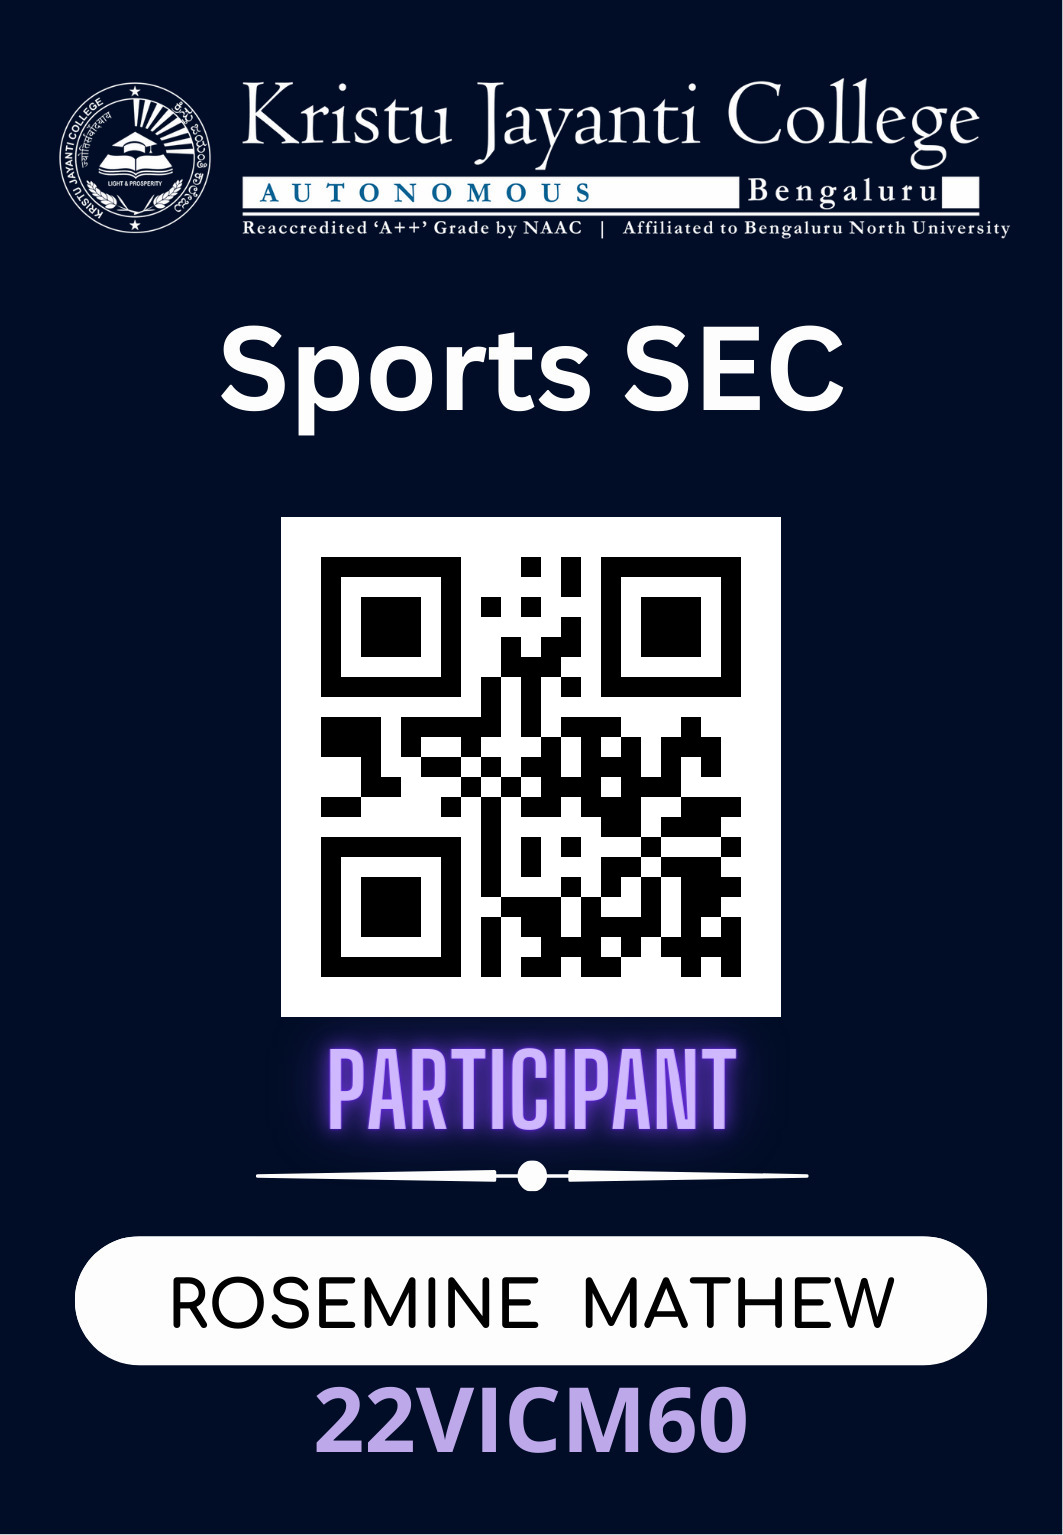 Kristu Jayanti College
AUTONOMOUS Bengaluru
Reaccredited ‘A++’ Grade by NAAC | Affiliated to Bengaluru North University
KRISTU JAYANTI COLLEGE
LIGHT & PROSPERITY
Sports SEC
PARTICIPANT
ROSEMINE MATHEW
22VICM60